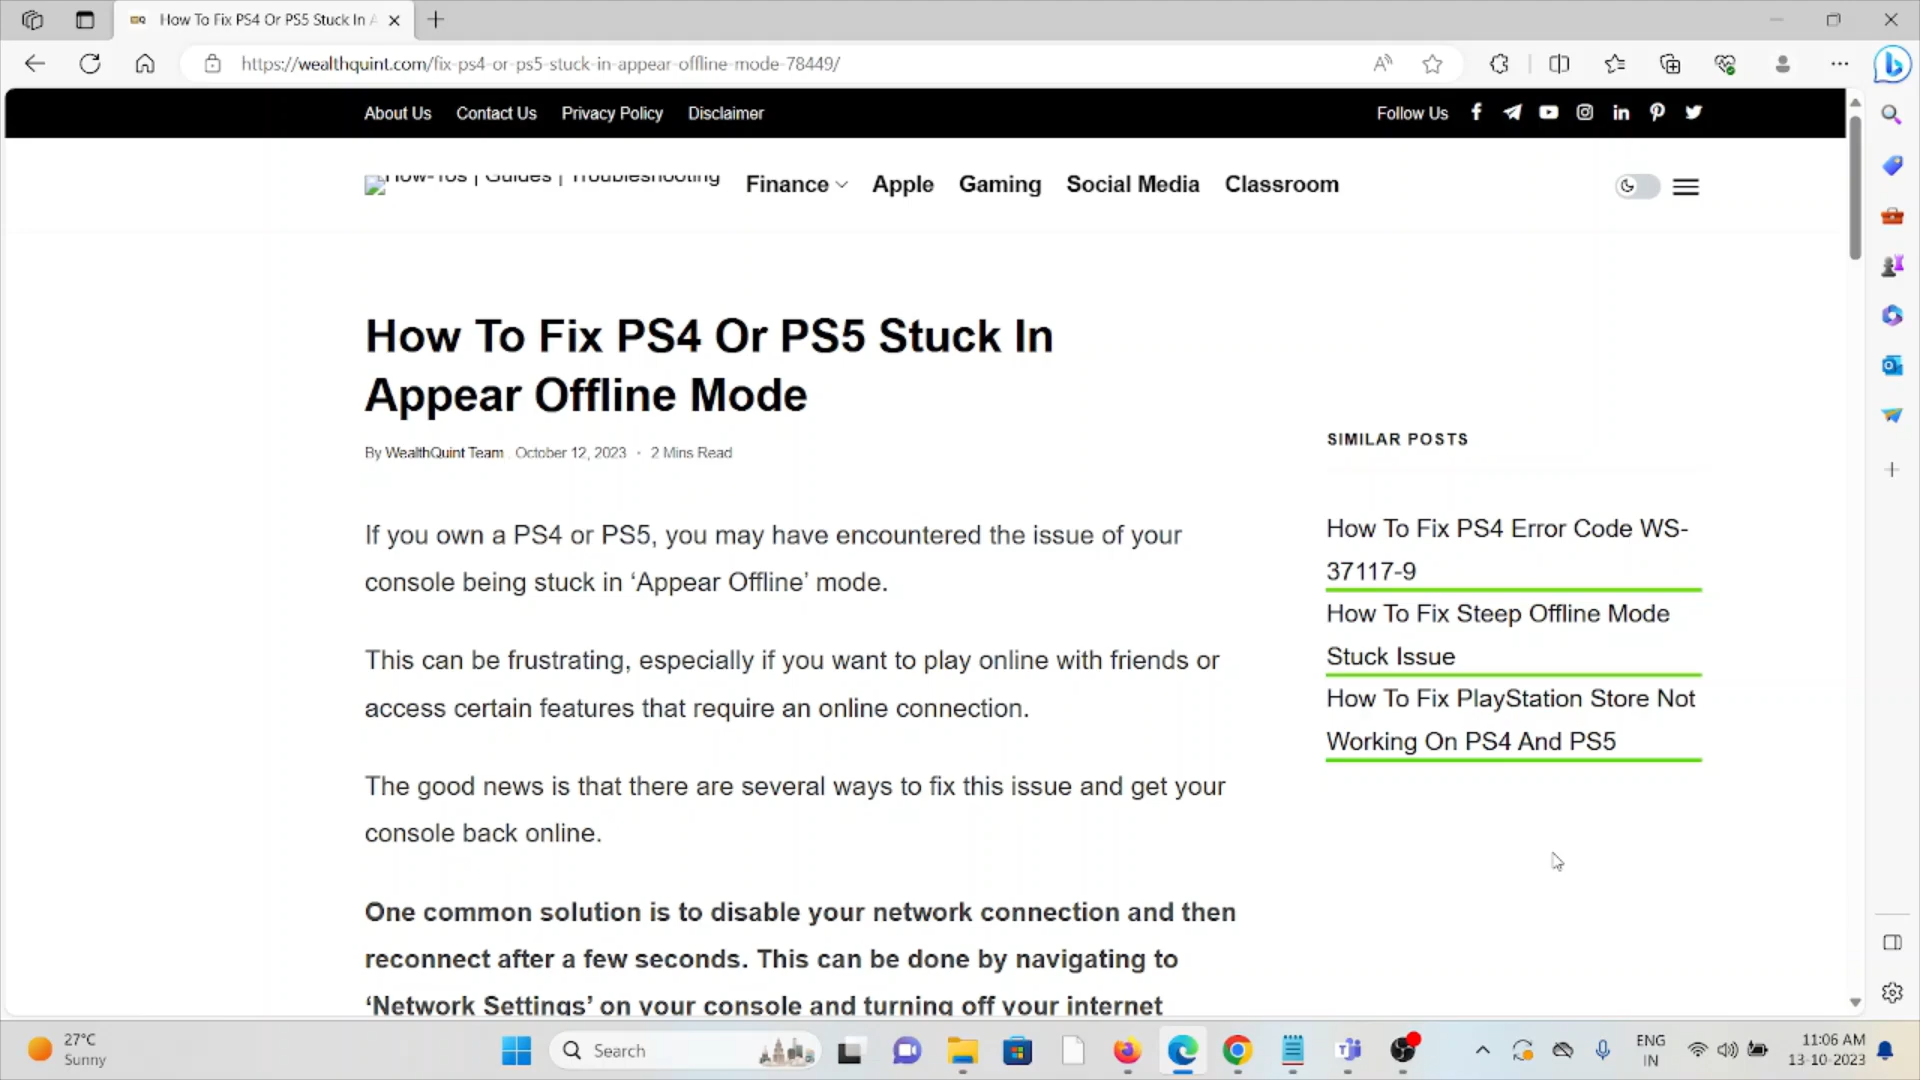 How To Fix PS4 Or PS5 Stuck In A
https://wealthquint.com/fix-ps4-or-ps5-stuck-in-appear-offline-mode-78449/
About Us Contact Us Privacy Policy Disclaimer Follow Us
How-Tos | Guides | Troubleshooting Finance Apple Gaming Social Media Classroom
How To Fix PS4 Or PS5 Stuck In
Appear Offline Mode
By WealthQuint Team . October 12, 2023 • 2 Mins Read
If you own a PS4 or PS5, you may have encountered the issue of your
console being stuck in ‘Appear Offline’ mode.
This can be frustrating, especially if you want to play online with friends or
access certain features that require an online connection.
The good news is that there are several ways to fix this issue and get your
console back online.
One common solution is to disable your network connection and then
reconnect after a few seconds. This can be done by navigating to
‘Network Settings’ on your console and turning off your internet
SIMILAR POSTS
How To Fix PS4 Error Code WS-
37117-9
How To Fix Steep Offline Mode
Stuck Issue
How To Fix PlayStation Store Not
Working On PS4 And PS5
27°C
Sunny
Search
ENG
IN
11:06 AM
13-10-2023